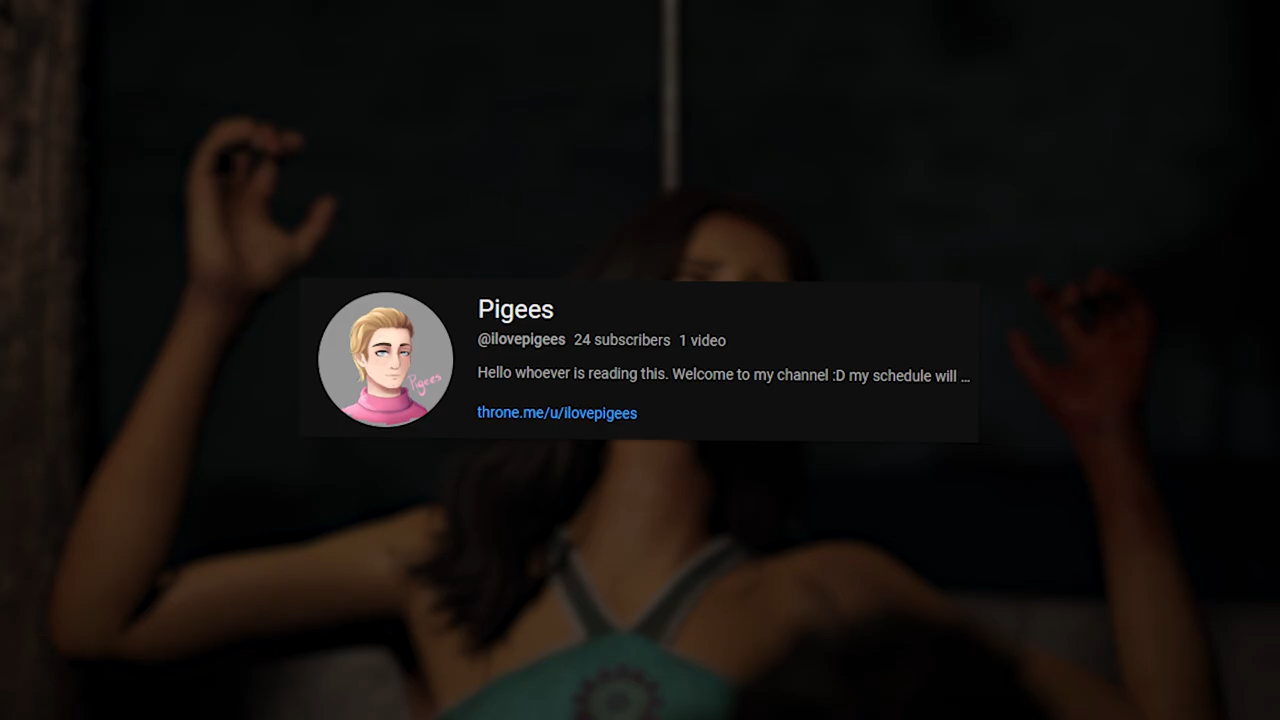 Pigees
@ilovepigees 24 subscribers 1 video
Hello whoever is reading this. Welcome to my channel :D my schedule will ...
throne.me/u/ilovepigees
Pigees